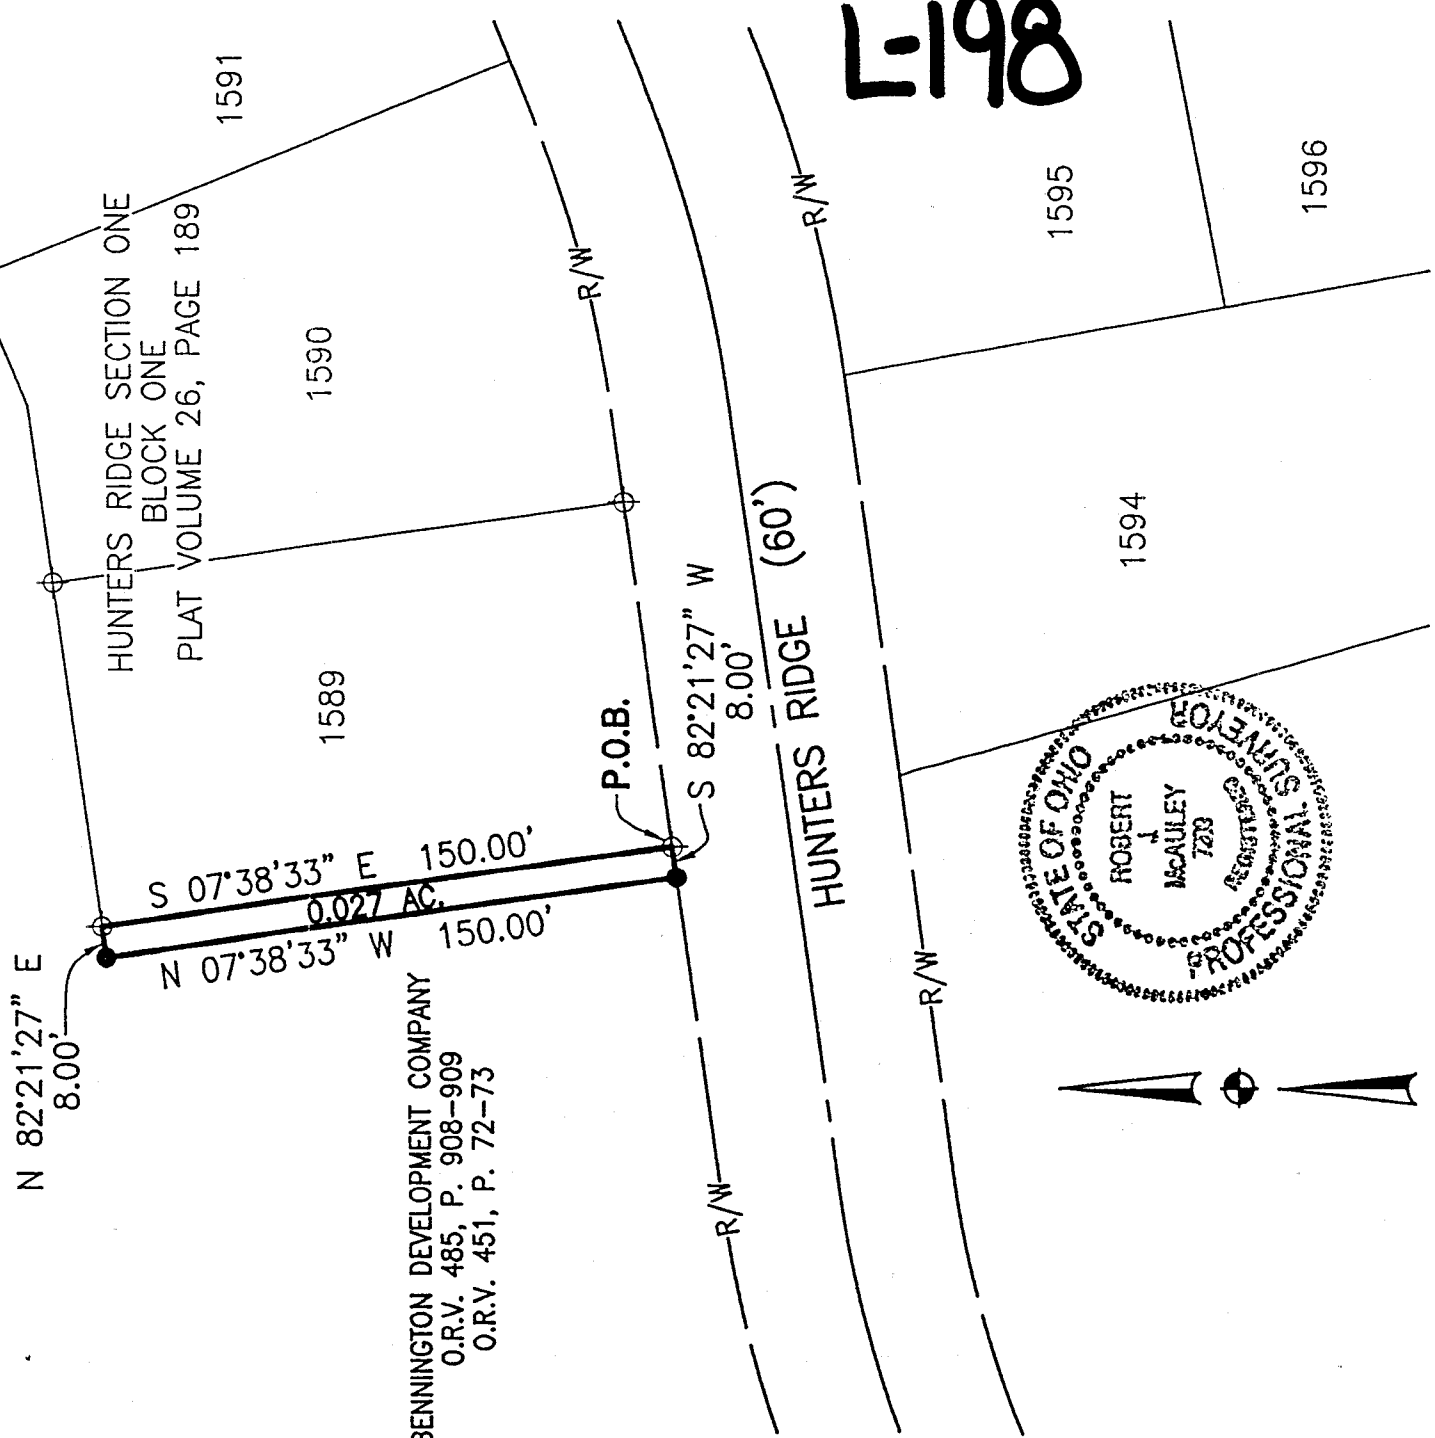 L-198
1591
HUNTERS RIDGE SECTION ONE
BLOCK ONE
PLAT VOLUME 26, PAGE 189
1590
1589
R/W
R/W
1595
1596
1594
P.O.B.
S 82°21'27" W
8.00'
HUNTERS RIDGE (60')
S 07°38'33" E 150.00'
0.027 AC.
N 07°38'33" W 150.00'
N 82°21'27" E
8.00'
BENNINGTON DEVELOPMENT COMPANY
O.R.V. 485, P. 908-909
O.R.V. 451, P. 72-73
R/W
R/W
STATE OF OHIO
ROBERT
J
McAULEY
REGISTERED
PROFESSIONAL SURVEYOR